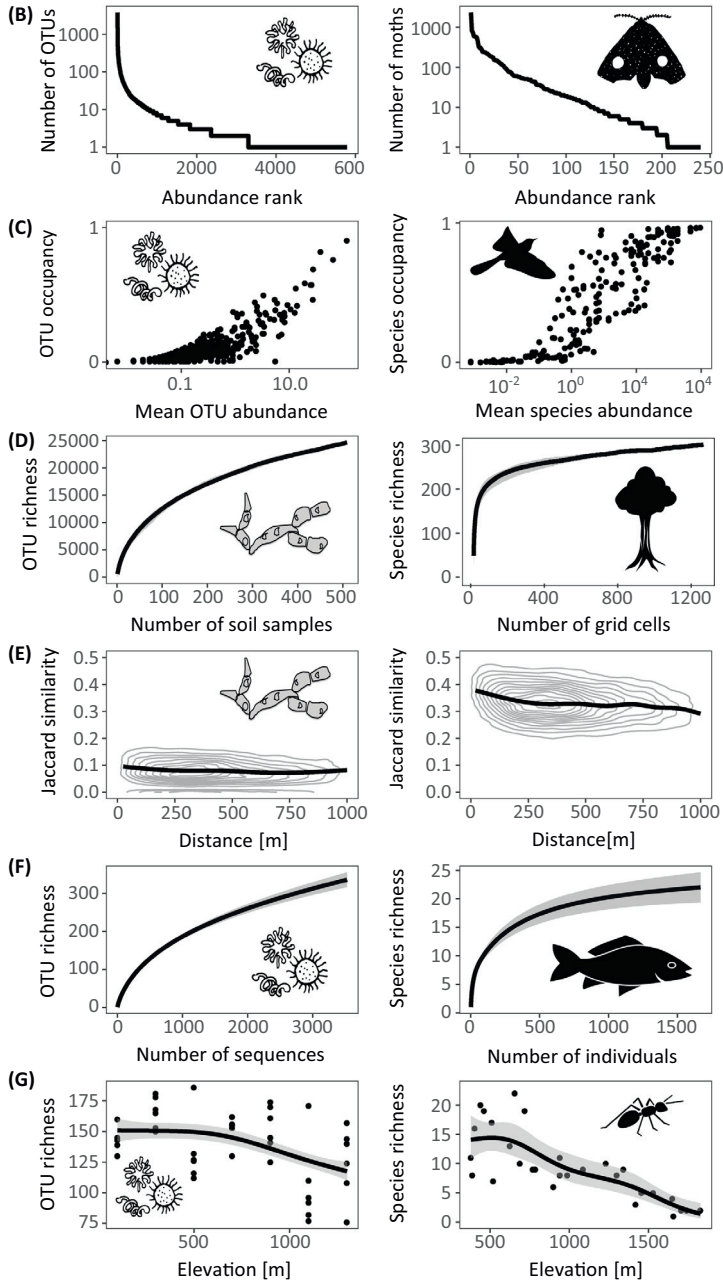 (B)
Number of OTUs
1000
100
10
1
0 2000 4000 600
Abundance rank
Number of moths
1000
100
10
1
0 50 100 150 200 250
Abundance rank
(C)
OTU occupancy
1
0
0.1 10.0
Mean OTU abundance
Species occupancy
1
0
10-2 100 104 104
Mean species abundance
(D)
OTU richness
25000
20000
15000
10000
5000
0
0 100 200 300 400 500
Number of soil samples
Species richness
300
200
100
0
0 400 800 1200
Number of grid cells
(E)
Jaccard similarity
0.5
0.4
0.3
0.2
0.1
0.0
0 250 500 750 1000
Distance [m]
Jaccard similarity
0.5
0.4
0.3
0.2
0.1
0.0
0 250 500 750 1000
Distance[m]
(F)
OTU richness
300
200
100
0
0 1000 2000 3000
Number of sequences
Species richness
25
20
15
10
5
0
0 500 1000 1500
Number of individuals
(G)
OTU richness
175
150
125
100
75
500 1000
Elevation [m]
Species richness
20
15
10
5
0
500 1000 1500
Elevation [m]